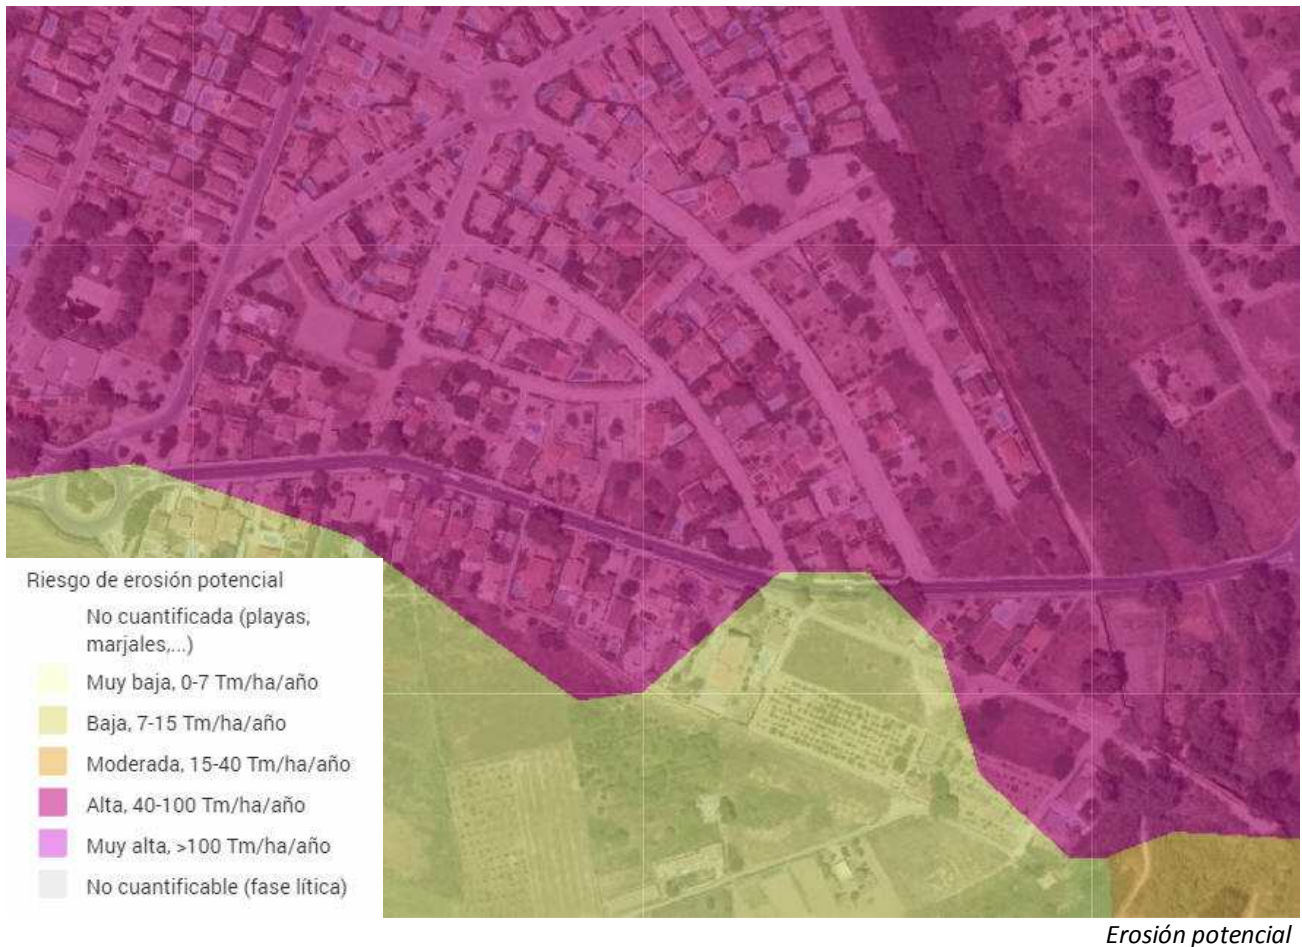 Riesgo de erosión potencial
No cuantificada (playas,
marjales,...)
Muy baja, 0-7 Tm/ha/año
Baja, 7-15 Tm/ha/año
Moderada, 15-40 Tm/ha/año
Alta, 40-100 Tm/ha/año
Muy alta, >100 Tm/ha/año
No cuantificable (fase lítica)
Erosión potencial